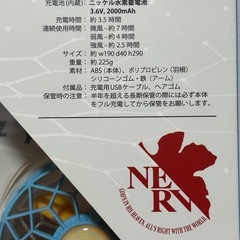 充電池(内蔵): ニッケル水素蓄電池
3.6V, 2000mAh
充電時間: 約 3.5 時間
連続使用時間: 微風 - 約 7 時間
弱風 - 約 4 時間
強風 - 約 2.5 時間
サイズ: 約 w190 d40 h290
重量: 約 225g
素材: ABS (本体)、ポリプロピレン (羽根)
シリコーンゴム・鉄 (アーム)
付属品: 充電用USBケーブル、ヘアゴム
保管時の注意: 半年を超える長期保管の際には予め
フル充電してから保管をお願いします
NERV
GOD'S IN HIS HEAVEN. ALL'S RIGHT WITH THE WORLD.